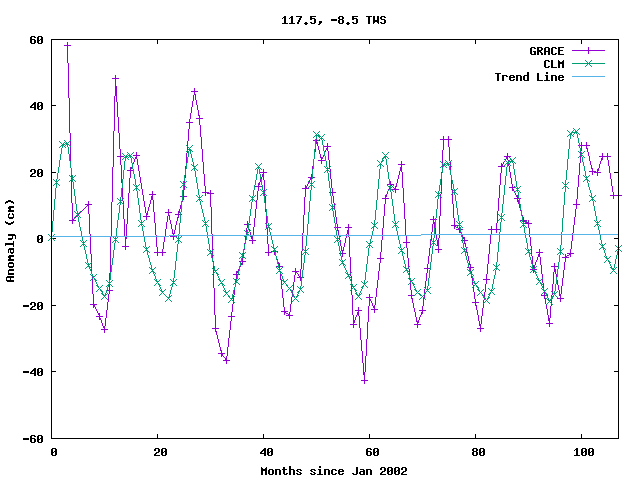 117.5, -8.5 TWS
GRACE
CLM
Trend Line
60
40
20
0
-20
-40
-60
Anomaly (cm)
0 20 40 60 80 100
Months since Jan 2002